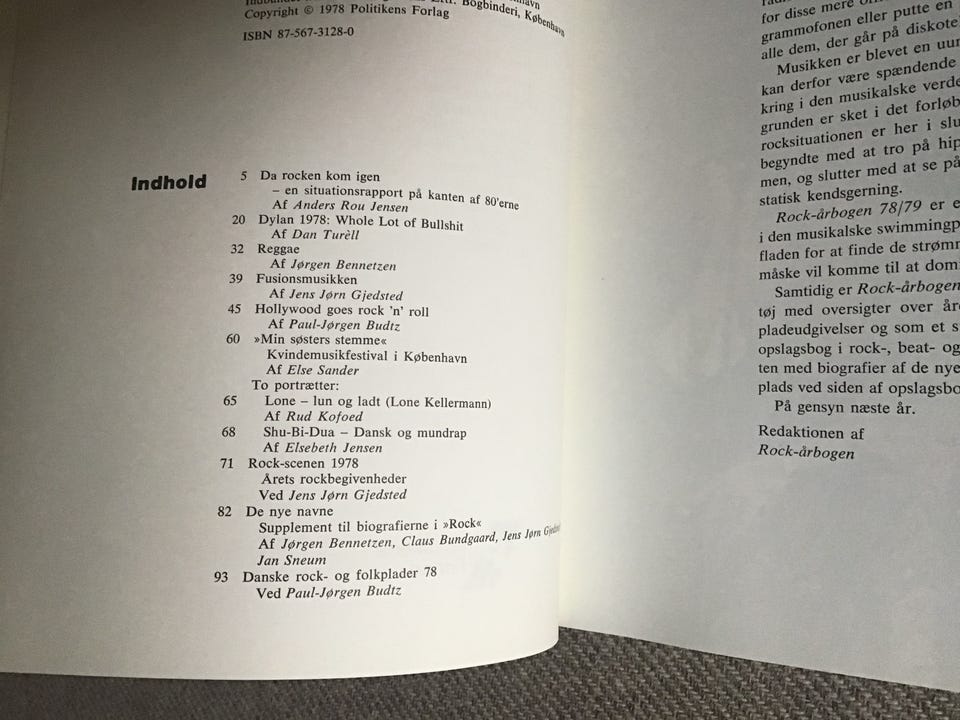 Bogbinderi, København
Copyright © 1978 Politikens Forlag
ISBN 87-567-3128-0
Indhold
5 Da rocken kom igen
– en situationsrapport på kanten af 80'erne
Af Anders Rou Jensen
20 Dylan 1978: Whole Lot of Bullshit
Af Dan Turèll
32 Reggae
Af Jørgen Bennetzen
39 Fusionsmusikken
Af Jens Jørn Gjedsted
45 Hollywood goes rock 'n' roll
Af Paul-Jørgen Budtz
60 »Min søsters stemme«
Kvindemusikfestival i København
Af Else Sander
To portrætter:
65 Lone – lun og ladt (Lone Kellermann)
Af Rud Kofoed
68 Shu-Bi-Dua – Dansk og mundrap
Af Elsebeth Jensen
71 Rock-scenen 1978
Årets rockbegivenheder
Ved Jens Jørn Gjedsted
82 De nye navne
Supplement til biografierne i »Rock«
Af Jørgen Bennetzen, Claus Bundgaard, Jens Jørn
Jan Sneum
93 Danske rock- og folkplader 78
Ved Paul-Jørgen Budtz
for disse mere
grammofonen eller putte en
alle dem, der går på
Musikken er blevet en
kan derfor være spændende
kring i den musikalske
grunden er sket i det
rocksituationen er her i
begyndte med at tro på
men, og slutter med at se på
statisk kendsgerning.
Rock-årbogen 78/79 er
i den musikalske
fladen for at finde de
måske vil komme til at
Samtidig er Rock-årbogen
tøj med oversigter over
pladeudgivelser og som et
opslagsbog i rock-, beat- og
ten med biografier af de nye
plads ved siden af
På gensyn næste år.
Redaktionen af
Rock-årbogen